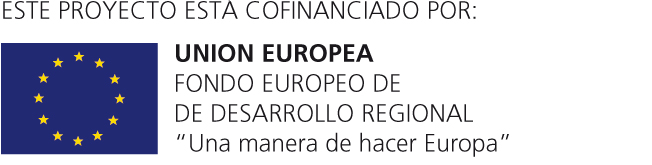 ESTE PROYECTO ESTA COFINANCIADO POR:
UNION EUROPEA
FONDO EUROPEO DE
DE DESARROLLO REGIONAL
“Una manera de hacer Europa”